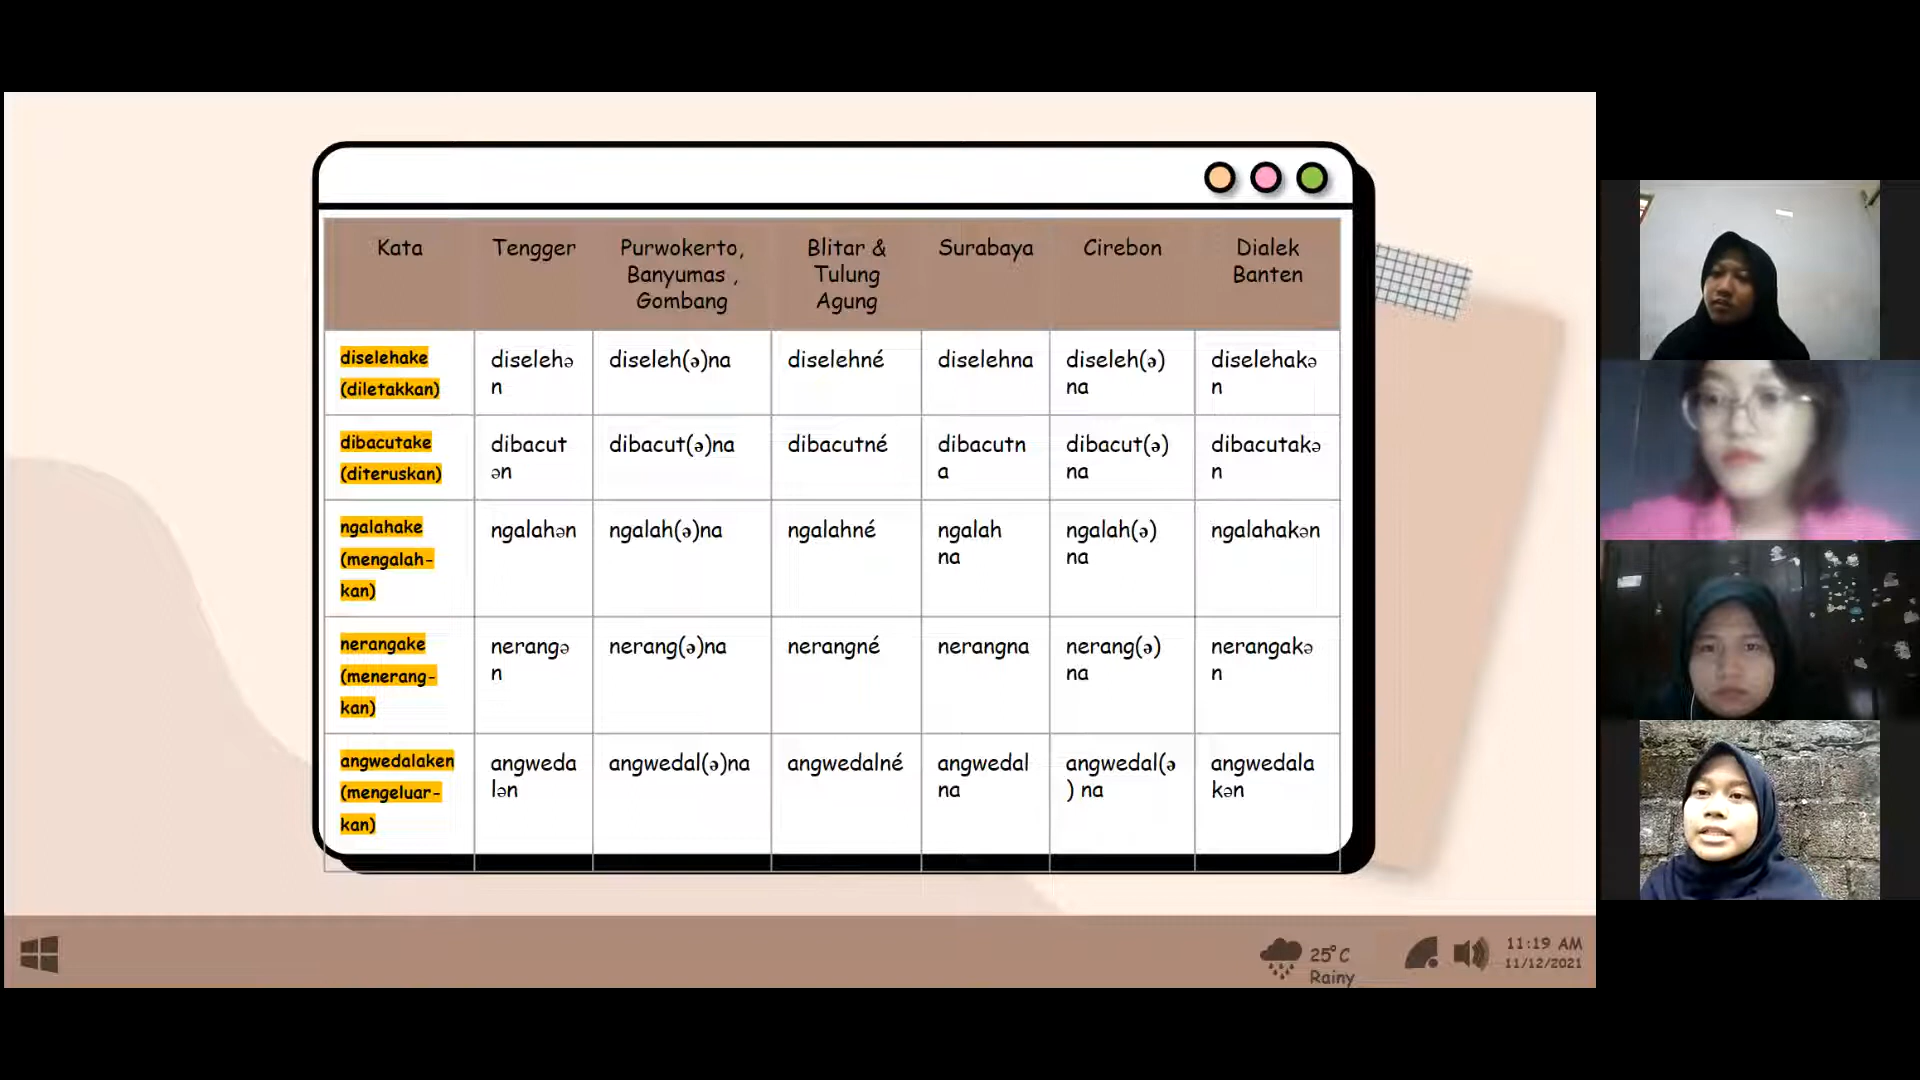 Kata
Tengger
Purwokerto,
Banyumas ,
Gombang
Blitar &
Tulung
Agung
Surabaya
Cirebon
Dialek
Banten
diselehake
(diletakkan)
diselehə
n
diseleh(ə)na
diselehné
diselehna
diseleh(ə)
na
diselehakə
n
dibacutake
(diteruskan)
dibacut
ən
dibacut(ə)na
dibacutné
dibacutn
a
dibacut(ə)
na
dibacutakə
n
ngalahake
(mengalah-
kan)
ngalahən
ngalah(ə)na
ngalahné
ngalah
na
ngalah(ə)
na
ngalahakən
nerangake
(menerang-
kan)
nerangə
n
nerang(ə)na
nerangné
nerangna
nerang(ə)
na
nerangakə
n
angwedalaken
(mengeluar-
kan)
angweda
lən
angwedal(ə)na
angwedalné
angwedal
na
angwedal(ə
) na
angwedala
kən
25°C
Rainy
11:19 AM
11/12/2021